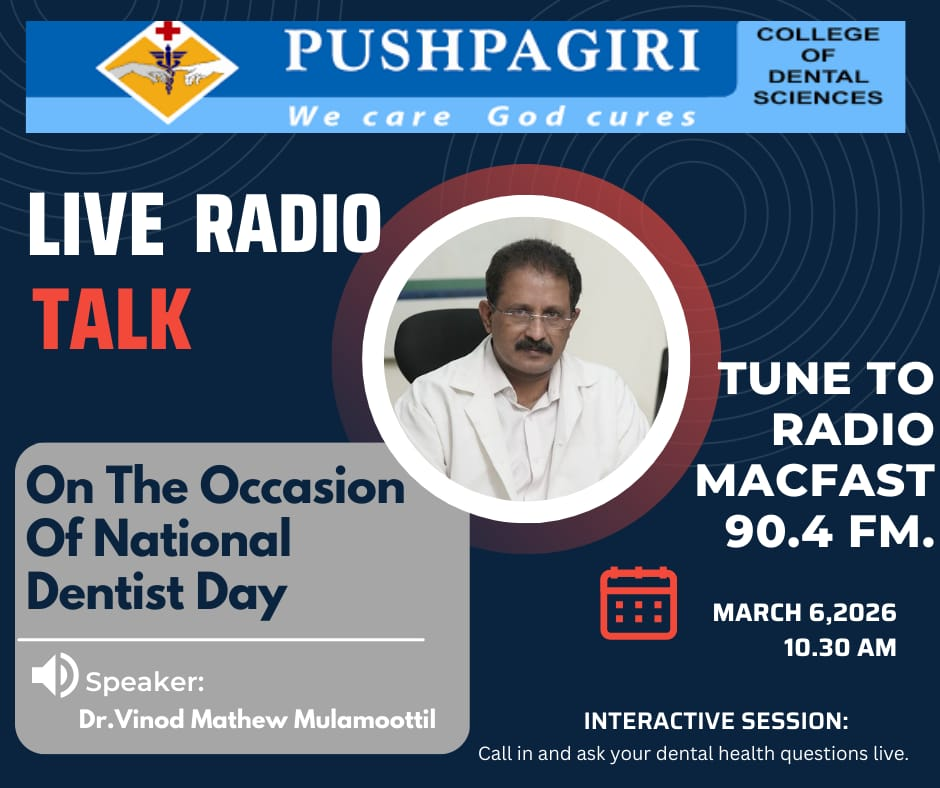 PUSHPAGIRI
We care God cures
COLLEGE
OF
DENTAL
SCIENCES
LIVE RADIO
TALK
On The Occasion
Of National
Dentist Day
Speaker:
Dr.Vinod Mathew Mulamoottil
TUNE TO
RADIO
MACFAST
90.4 FM.
MARCH 6,2026
10.30 AM
INTERACTIVE SESSION:
Call in and ask your dental health questions live.